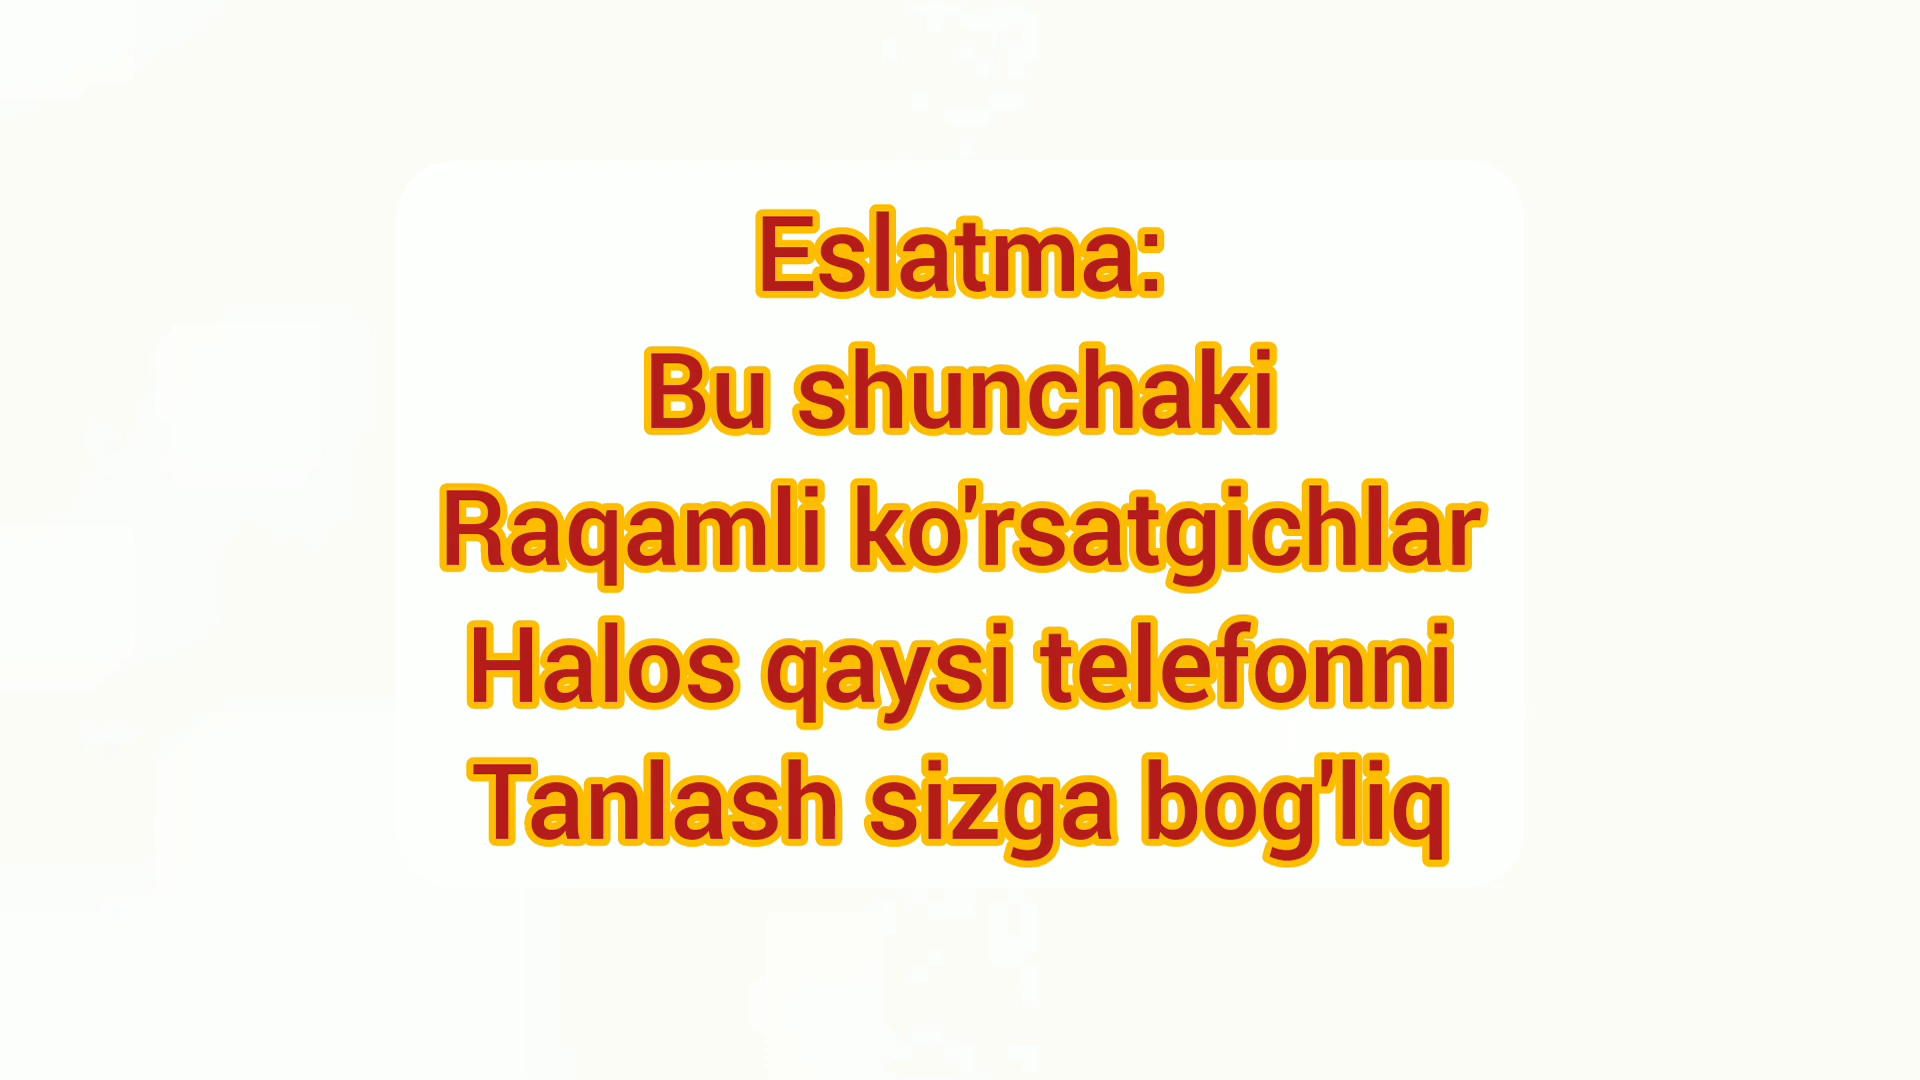 Eslatma:
Bu shunchaki
Raqamli ko'rsatgichlar
Halos qaysi telefonni
Tanlash sizga bog'liq